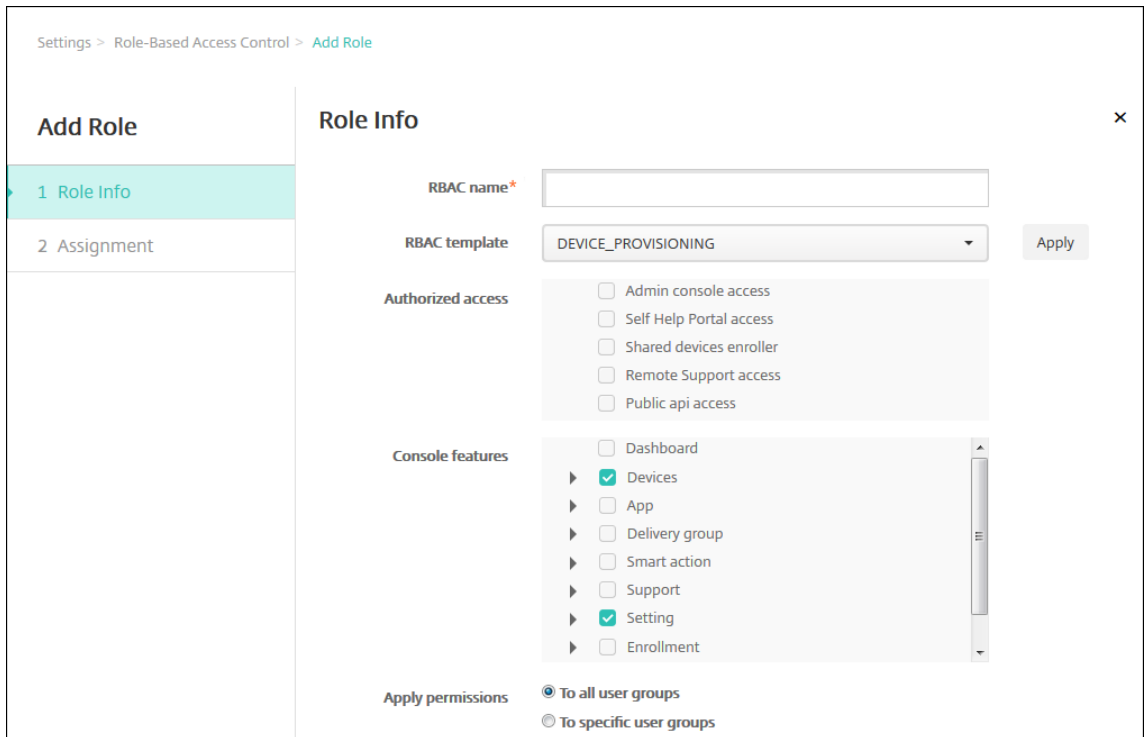 Settings > Role-Based Access Control > Add Role
Add Role
1 Role Info
2 Assignment
Role Info
×
RBAC name*
RBAC template
DEVICE_PROVISIONING
Apply
Authorized access
Admin console access
Self Help Portal access
Shared devices enroller
Remote Support access
Public api access
Console features
Dashboard
Devices
App
Delivery group
Smart action
Support
Setting
Enrollment
Apply permissions
To all user groups
To specific user groups